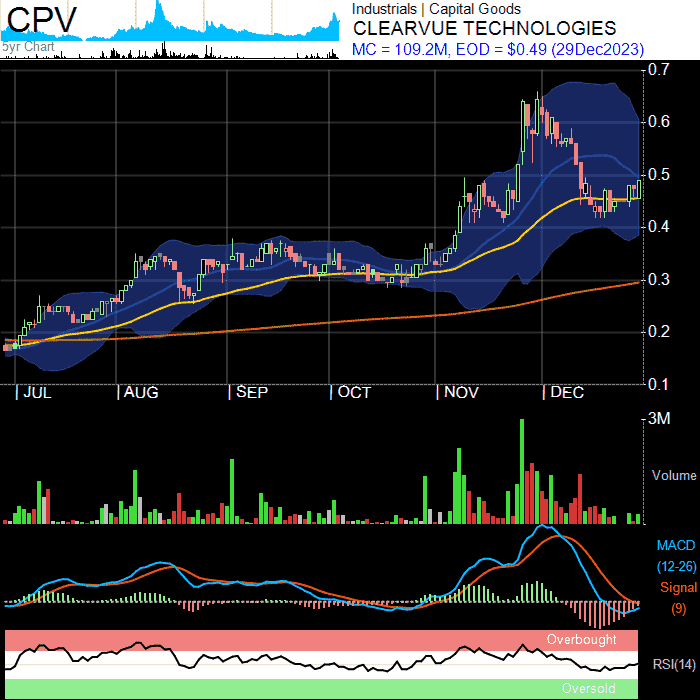 CPV
5yr Chart
Industrials | Capital Goods
CLEARVUE TECHNOLOGIES
MC = 109.2M, EOD = $0.49 (29Dec2023)
0.7
0.6
0.5
0.4
0.3
0.2
0.1
| JUL | AUG | SEP | OCT | NOV | DEC
3M
Volume
MACD
(12-26)
Signal
(9)
Overbought
RSI(14)
Oversold